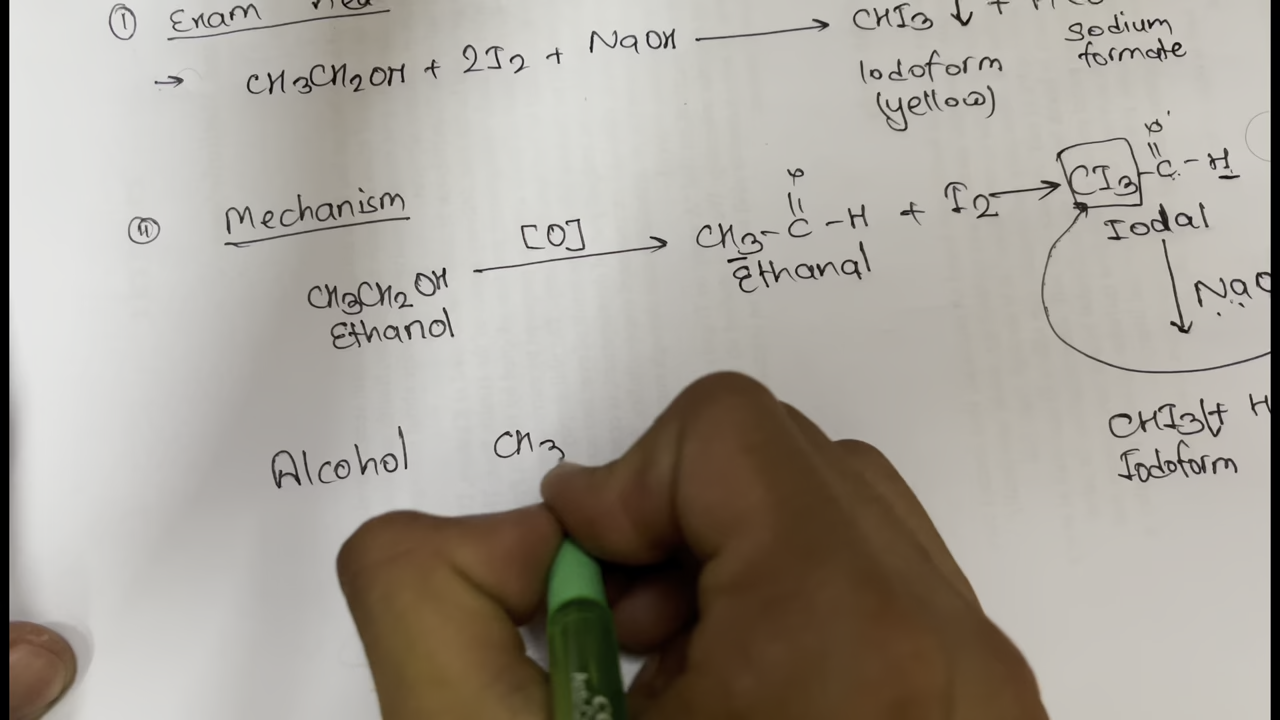 ① Exam
→ CH3CH2OH + 2I2 + NaOH ⟶ CHI3 ↓ +
Iodoform
(yellow)
Sodium
formate
② Mechanism
CH3CH2OH [O] ⟶ CH3-C-H + I2 ⟶ CI3-C-H
O
Ethanol
Ethanal
Iodal
CHI3↓+ H
Iodoform
Alcohol CH3